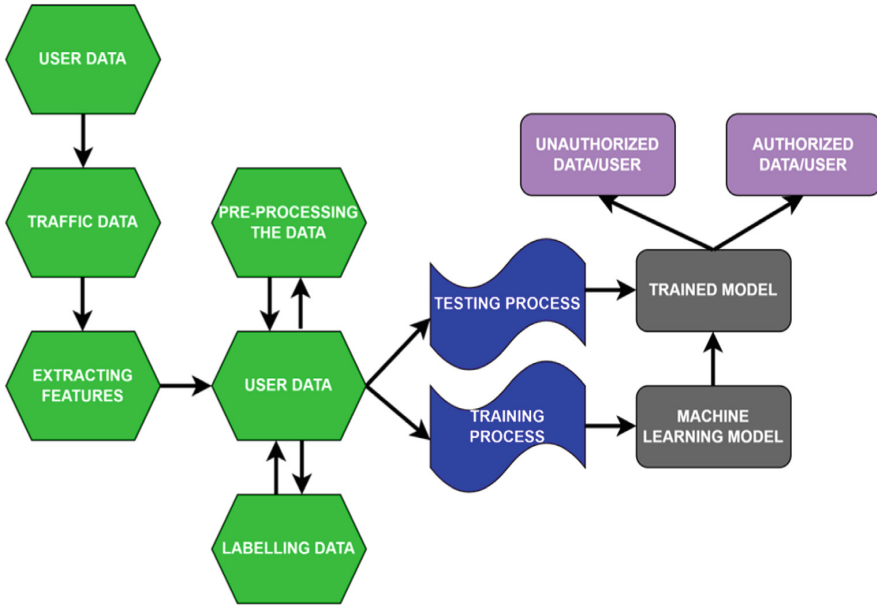 USER DATA
TRAFFIC DATA
EXTRACTING
FEATURES
PRE-PROCESSING
THE DATA
USER DATA
LABELLING DATA
TESTING PROCESS
TRAINING
PROCESS
UNAUTHORIZED
DATA/USER
AUTHORIZED
DATA/USER
TRAINED MODEL
MACHINE
LEARNING MODEL